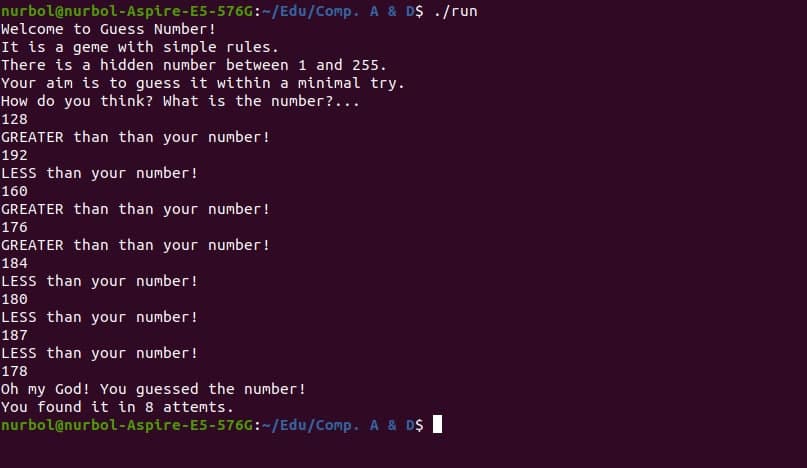 nurbol@nurbol-Aspire-E5-576G:~/Edu/Comp. A & D$ ./run
Welcome to Guess Number!
It is a geme with simple rules.
There is a hidden number between 1 and 255.
Your aim is to guess it within a minimal try.
How do you think? What is the number?...
128
GREATER than than your number!
192
LESS than your number!
160
GREATER than than your number!
176
GREATER than than your number!
184
LESS than your number!
180
LESS than your number!
187
LESS than your number!
178
Oh my God! You guessed the number!
You found it in 8 attemts.
nurbol@nurbol-Aspire-E5-576G:~/Edu/Comp. A & D$